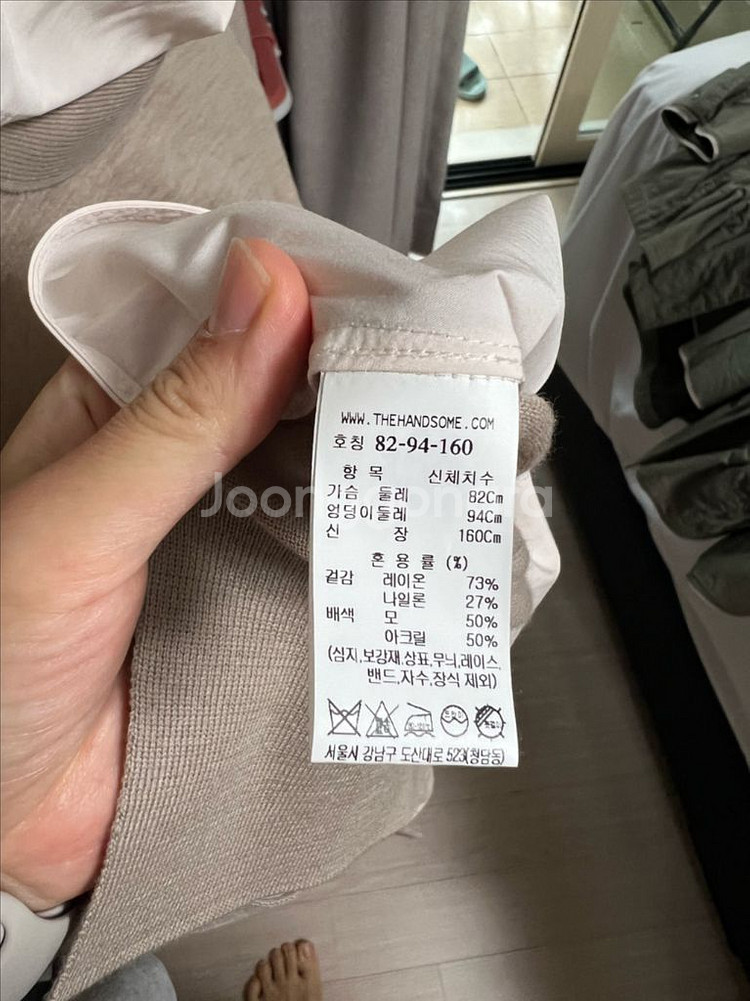 WWW.THEHANDSOME.COM
호칭 82-94-160
항 목 신체치수
가슴 둘레 82Cm
엉덩이둘레 94Cm
신 장 160Cm
혼 용 률 (%)
겉감 레이온 73%
나일론 27%
배색 모 50%
아크릴 50%
(심지,보강재,상표,무늬,레이스,
밴드,자수,장식 제외)
서울시 강남구 도산대로 523(청담동)